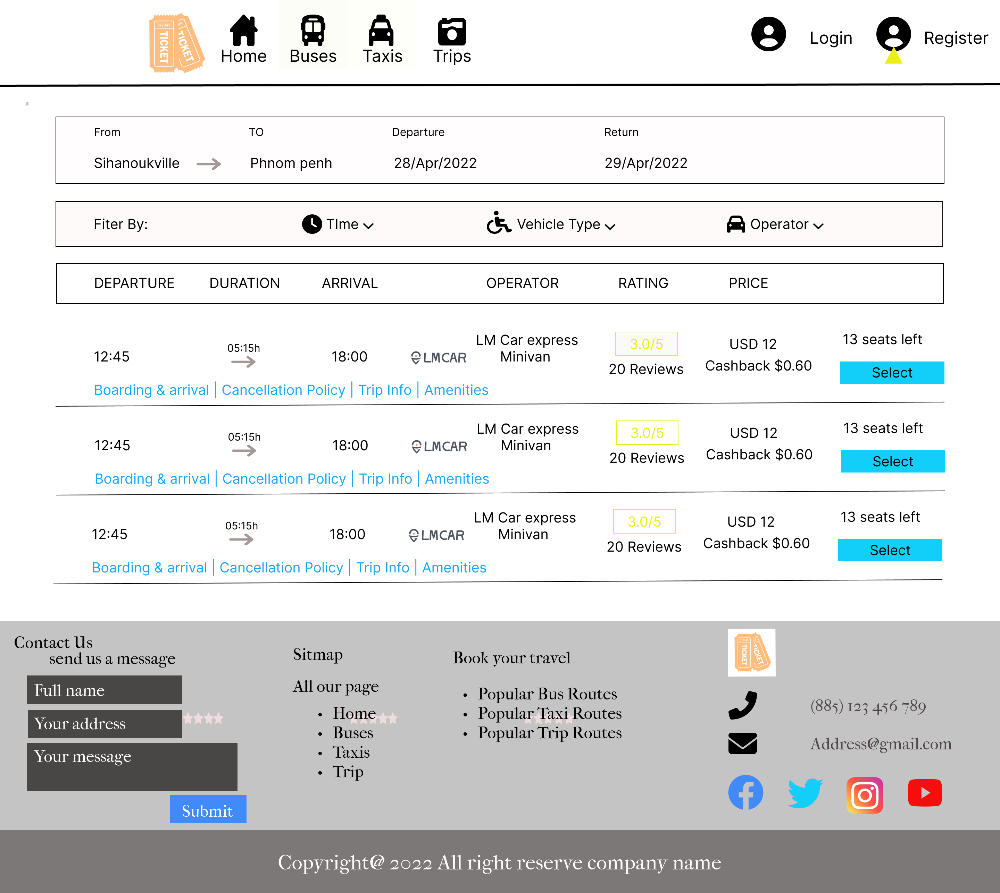 012345
45
TICKET
TICKET
Home
Buses
Taxis
Trips
Login
Register
From
TO
Departure
Return
Sihanoukville
Phnom penh
28/Apr/2022
29/Apr/2022
Fiter By:
TIme
Vehicle Type
Operator
DEPARTURE
DURATION
ARRIVAL
OPERATOR
RATING
PRICE
12:45
05:15h
18:00
LMCAR
LM Car express
Minivan
3.0/5
20 Reviews
USD 12
Cashback $0.60
13 seats left
Select
Boarding & arrival | Cancellation Policy | Trip Info | Amenities
12:45
05:15h
18:00
LMCAR
LM Car express
Minivan
3.0/5
20 Reviews
USD 12
Cashback $0.60
13 seats left
Select
Boarding & arrival | Cancellation Policy | Trip Info | Amenities
12:45
05:15h
18:00
LMCAR
LM Car express
Minivan
3.0/5
20 Reviews
USD 12
Cashback $0.60
13 seats left
Select
Boarding & arrival | Cancellation Policy | Trip Info | Amenities
Contact Us
send us a message
Full name
Your address
Your message
Submit
Sitmap
All our page
• Home
• Buses
• Taxis
• Trip
Book your travel
• Popular Bus Routes
• Popular Taxi Routes
• Popular Trip Routes
012345
TICKET
TICKET
(885) 123 456 789
Address@gmail.com
Copyright@ 2022 All right reserve company name